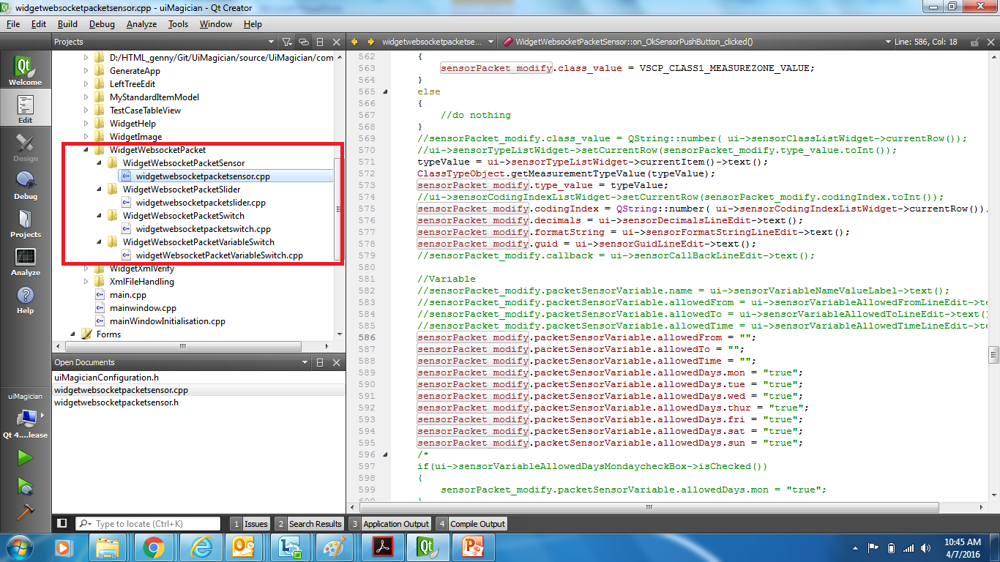 widgetwebsocketpacketsensor.cpp - uiMagician - Qt Creator
File Edit Build Debug Analyze Tools Window Help
Projects
widgetwebsocketpacketse...
WidgetWebsocketPacketSensor::on_OkSensorPushButton_clicked()
Line: 586, Col: 18
Welcome
Edit
Design
Debug
Projects
Analyze
Help
uiMagician
Qt 4....lease
D:/HTML_genny/Git/UiMagician/source/UiMagician/com
GenerateApp
LeftTreeEdit
MyStandardItemModel
TestCaseTableView
WidgetHelp
WidgetImage
WidgetWebsocketPacket
WidgetWebsocketPacketSensor
widgetwebsocketpacketsensor.cpp
WidgetWebsocketPacketSlider
widgetwebsocketpacketslider.cpp
WidgetWebsocketPacketSwitch
widgetwebsocketpacketswitch.cpp
WidgetWebsocketPacketVariableSwitch
widgetWebsocketPacketVariableSwitch.cpp
WidgetXmlVerify
XmlFileHandling
main.cpp
mainwindow.cpp
mainWindowInitialisation.cpp
Forms
Open Documents
uiMagicianConfiguration.h
widgetwebsocketpacketsensor.cpp
widgetwebsocketpacketsensor.h
562 {
563 sensorPacket_modify.class_value = VSCP_CLASS1_MEASUREZONE_VALUE;
564 }
565 else
566 {
567 //do nothing
568 }
569 //sensorPacket_modify.class_value = QString::number( ui->sensorClassListWidget->currentRow());
570 //ui->sensorTypeListWidget->setCurrentRow(sensorPacket_modify.type_value.toInt());
571 typeValue = ui->sensorTypeListWidget->currentItem()->text();
572 ClassTypeObject.getMeasurementTypeValue(typeValue);
573 sensorPacket_modify.type_value = typeValue;
574 //ui->sensorCodingIndexListWidget->setCurrentRow(sensorPacket_modify.codingIndex.toInt());
575 sensorPacket_modify.codingIndex = QString::number( ui->sensorCodingIndexListWidget->currentRow());
576 sensorPacket_modify.decimals = ui->sensorDecimalsLineEdit->text();
577 sensorPacket_modify.formatString = ui->sensorFormatStringLineEdit->text();
578 sensorPacket_modify.guid = ui->sensorGuidLineEdit->text();
579 //sensorPacket_modify.callback = ui->sensorCallBackLineEdit->text();
580
581 //Variable
582 //sensorPacket_modify.packetSensorVariable.name = ui->sensorVariableNameValueLabel->text();
583 //sensorPacket_modify.packetSensorVariable.allowedFrom = ui->sensorVariableAllowedFromLineEdit->te
584 //sensorPacket_modify.packetSensorVariable.allowedTo = ui->sensorVariableAllowedToLineEdit->text()
585 //sensorPacket_modify.packetSensorVariable.allowedTime = ui->sensorVariableAllowedTimeLineEdit->te
586 sensorPacket_modify.packetSensorVariable.allowedFrom = "";
587 sensorPacket_modify.packetSensorVariable.allowedTo = "";
588 sensorPacket_modify.packetSensorVariable.allowedTime = "";
589 sensorPacket_modify.packetSensorVariable.allowedDays.mon = "true";
590 sensorPacket_modify.packetSensorVariable.allowedDays.tue = "true";
591 sensorPacket_modify.packetSensorVariable.allowedDays.wed = "true";
592 sensorPacket_modify.packetSensorVariable.allowedDays.thur = "true";
593 sensorPacket_modify.packetSensorVariable.allowedDays.fri = "true";
594 sensorPacket_modify.packetSensorVariable.allowedDays.sat = "true";
595 sensorPacket_modify.packetSensorVariable.allowedDays.sun = "true";
596 /*
597 if(ui->sensorVariableAllowedDaysMondaycheckBox->isChecked())
598 {
599 sensorPacket_modify.packetSensorVariable.allowedDays.mon = "true";
Type to locate (Ctrl+K)
1 Issues 2 Search Results 3 Application Output 4 Compile Output
10:45 AM
4/7/2016